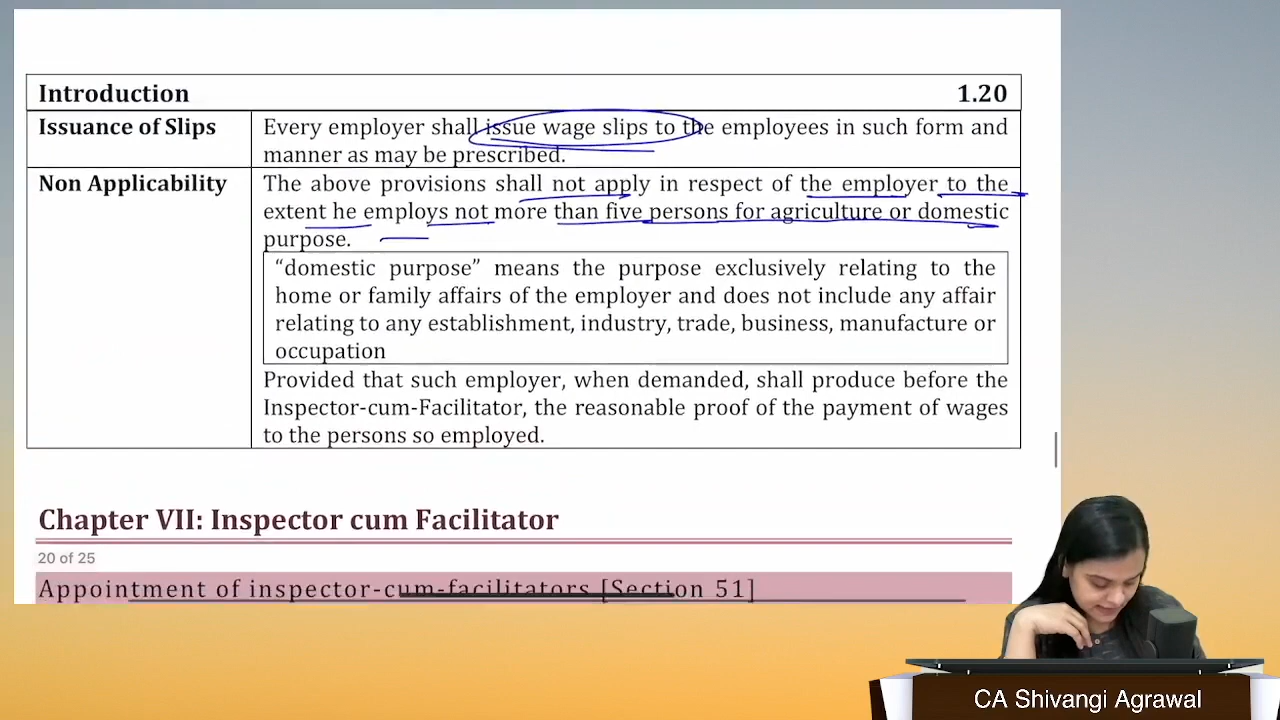 Introduction 1.20
Issuance of Slips Every employer shall issue wage slips to the employees in such form and
manner as may be prescribed.
Non Applicability The above provisions shall not apply in respect of the employer to the
extent he employs not more than five persons for agriculture or domestic
purpose.
“domestic purpose” means the purpose exclusively relating to the
home or family affairs of the employer and does not include any affair
relating to any establishment, industry, trade, business, manufacture or
occupation
Provided that such employer, when demanded, shall produce before the
Inspector-cum-Facilitator, the reasonable proof of the payment of wages
to the persons so employed.
Chapter VII: Inspector cum Facilitator
20 of 25
Appointment of inspector-cum-facilitators [Section 51]
CA Shivangi Agrawal